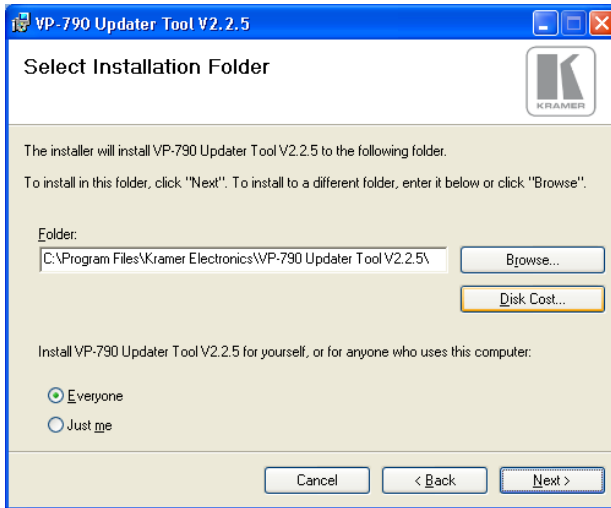 VP-790 Updater Tool V2.2.5
Select Installation Folder
KRAMER
The installer will install VP-790 Updater Tool V2.2.5 to the following folder.
To install in this folder, click "Next". To install to a different folder, enter it below or click "Browse".
Folder:
C:\Program Files\Kramer Electronics\VP-790 Updater Tool V2.2.5\
Browse...
Disk Cost...
Install VP-790 Updater Tool V2.2.5 for yourself, or for anyone who uses this computer:
Everyone
Just me
Cancel
< Back
Next >